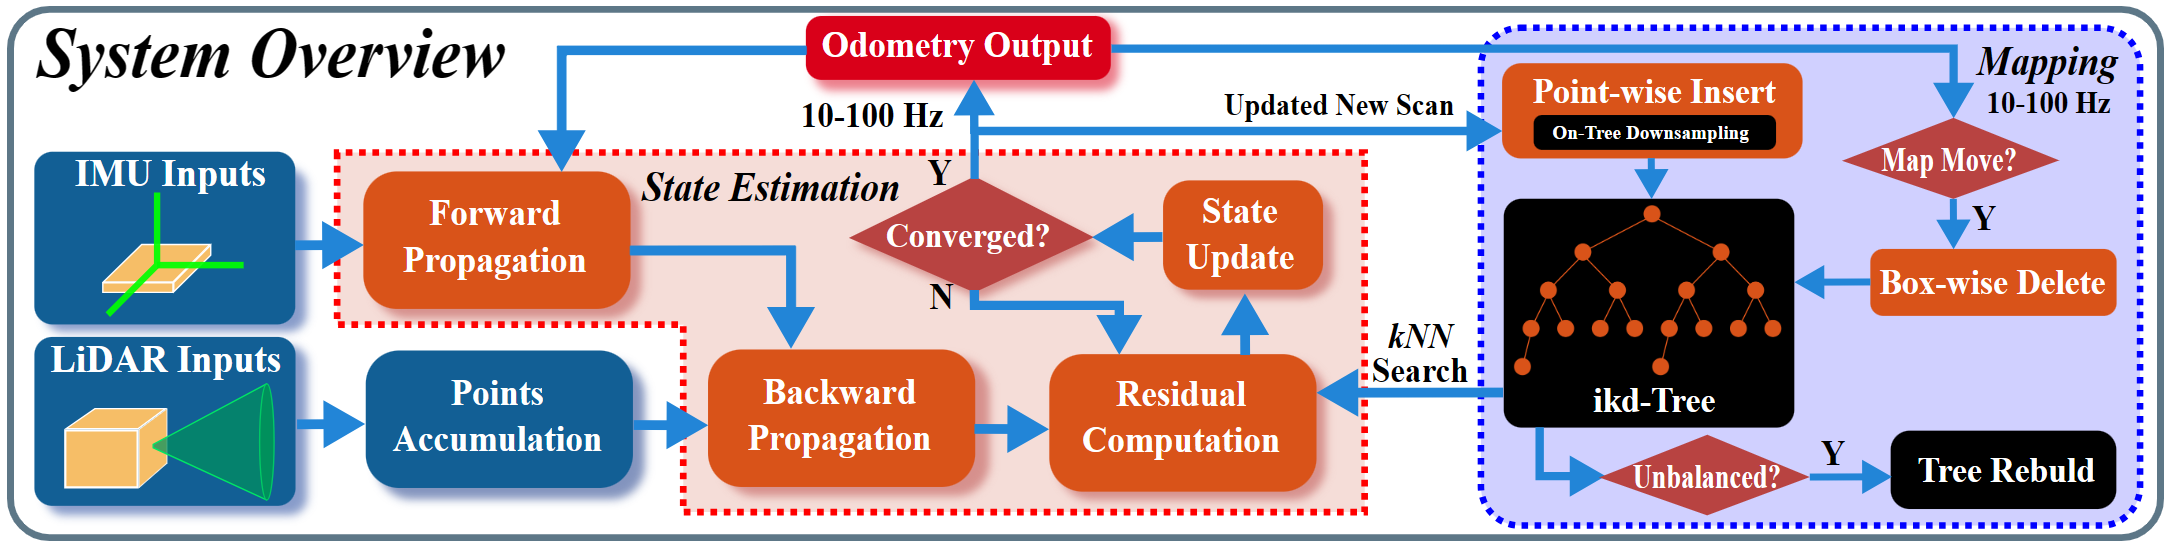 System Overview
Odometry Output
10-100 Hz
Updated New Scan
Mapping
10-100 Hz
Point-wise Insert
On-Tree Downsampling
Map Move?
Y
Box-wise Delete
IMU Inputs
State Estimation
Forward
Propagation
Y
Converged?
N
State
Update
LiDAR Inputs
Points
Accumulation
Backward
Propagation
Residual
Computation
kNN
Search
ikd-Tree
Unbalanced?
Y
Tree Rebuld